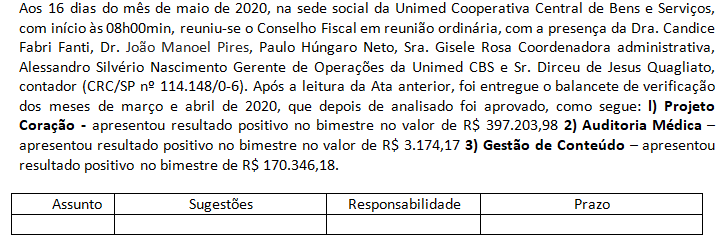 Aos 16 dias do mês de maio de 2020, na sede social da Unimed Cooperativa Central de Bens e Serviços,
com início às 08h00min, reuniu-se o Conselho Fiscal em reunião ordinária, com a presença da Dra. Candice
Fabri Fanti, Dr. João Manoel Pires, Paulo Húngaro Neto, Sra. Gisele Rosa Coordenadora administrativa,
Alessandro Silvério Nascimento Gerente de Operações da Unimed CBS e Sr. Dirceu de Jesus Quagliato,
contador (CRC/SP nº 114.148/0-6). Após a leitura da Ata anterior, foi entregue o balancete de verificação
dos meses de março e abril de 2020, que depois de analisado foi aprovado, como segue: l) Projeto
Coração - apresentou resultado positivo no bimestre no valor de R$ 397.203,98 2) Auditoria Médica –
apresentou resultado positivo no bimestre no valor de R$ 3.174,17 3) Gestão de Conteúdo – apresentou
resultado positivo no bimestre de R$ 170.346,18.
Assunto Sugestões Responsabilidade Prazo